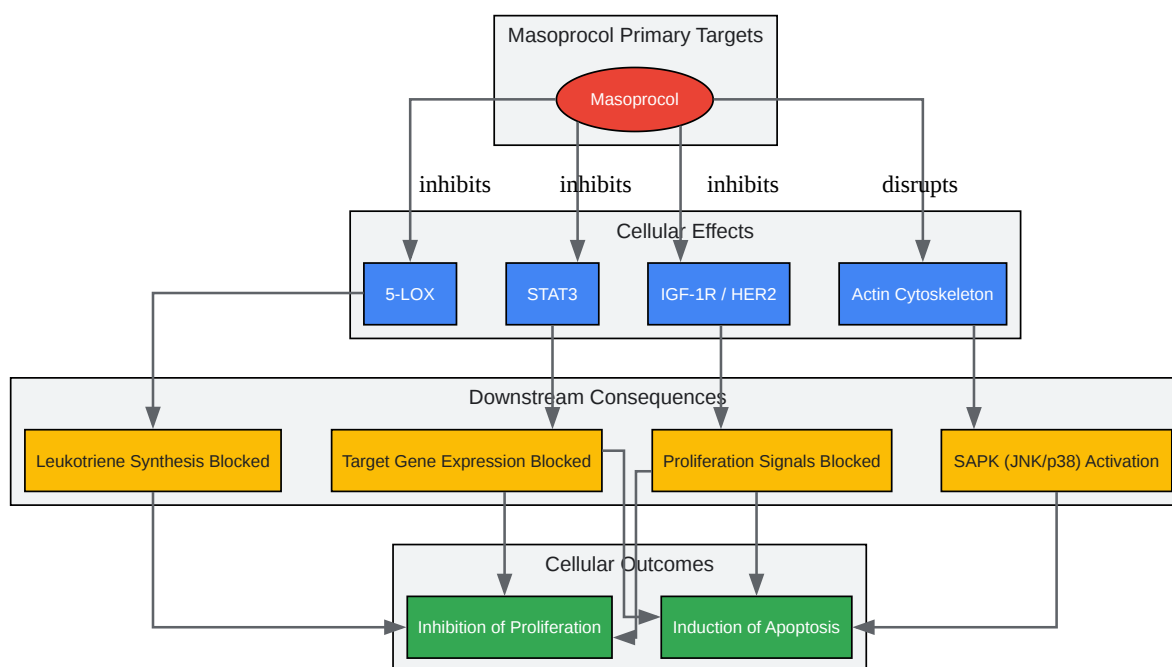 Masoprocol Primary Targets
Masoprocol
inhibits
inhibits
inhibits
disrupts
Cellular Effects
5-LOX
STAT3
IGF-1R / HER2
Actin Cytoskeleton
Downstream Consequences
Leukotriene Synthesis Blocked
Target Gene Expression Blocked
Proliferation Signals Blocked
SAPK (JNK/p38) Activation
Cellular Outcomes
Inhibition of Proliferation
Induction of Apoptosis